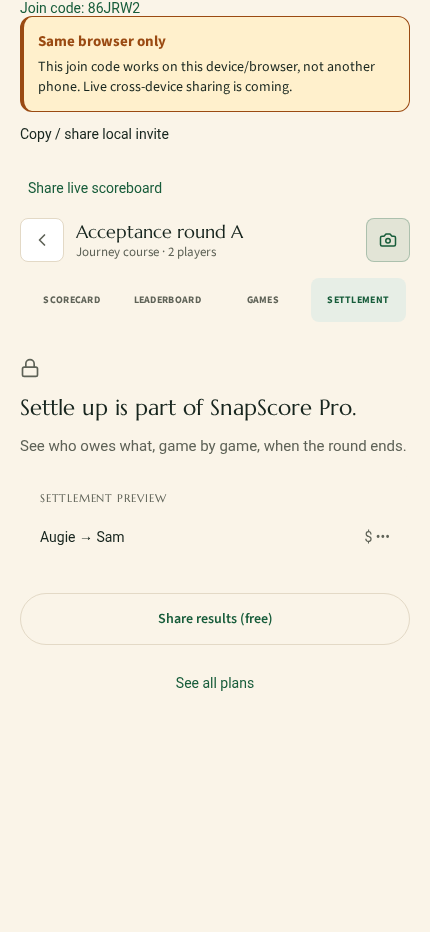 Join code: 86JRW2
Same browser only
This join code works on this device/browser, not another
phone. Live cross-device sharing is coming.
Copy / share local invite
Share live scoreboard
Acceptance round A
Journey course · 2 players
SCORECARD LEADERBOARD GAMES SETTLEMENT
Settle up is part of SnapScore Pro.
See who owes what, game by game, when the round ends.
SETTLEMENT PREVIEW
Augie → Sam $ •••
Share results (free)
See all plans